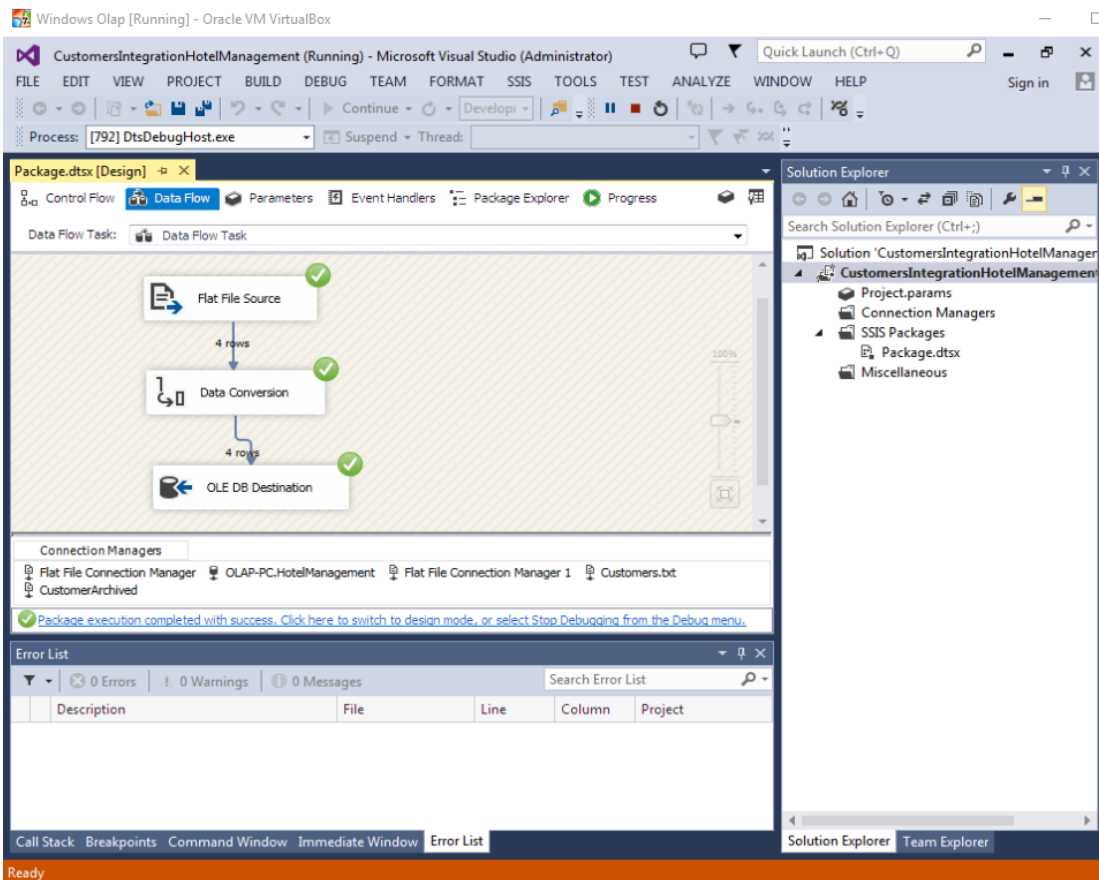 Windows Olap [Running] - Oracle VM VirtualBox
CustomersIntegrationHotelManagement (Running) - Microsoft Visual Studio (Administrator)
Quick Launch (Ctrl+Q)
FILE EDIT VIEW PROJECT BUILD DEBUG TEAM FORMAT SSIS TOOLS TEST ANALYZE WINDOW HELP Sign in
Continue Develop
Process: [792] DtsDebugHost.exe Suspend Thread:
Package.dtsx [Design]
Control Flow Data Flow Parameters Event Handlers Package Explorer Progress
Data Flow Task: Data Flow Task
Flat File Source
4 rows
Data Conversion
4 rows
OLE DB Destination
100%
Connection Managers
Flat File Connection Manager OLAP-PC.HotelManagement Flat File Connection Manager 1 Customers.txt
CustomerArchived
Package execution completed with success. Click here to switch to design mode, or select Stop Debugging from the Debug menu.
Error List
0 Errors 0 Warnings 0 Messages Search Error List
Description File Line Column Project
Call Stack Breakpoints Command Window Immediate Window Error List
Solution Explorer
Search Solution Explorer (Ctrl+;)
Solution 'CustomersIntegrationHotelManager
CustomersIntegrationHotelManagement
Project.params
Connection Managers
SSIS Packages
Package.dtsx
Miscellaneous
Solution Explorer Team Explorer
Ready